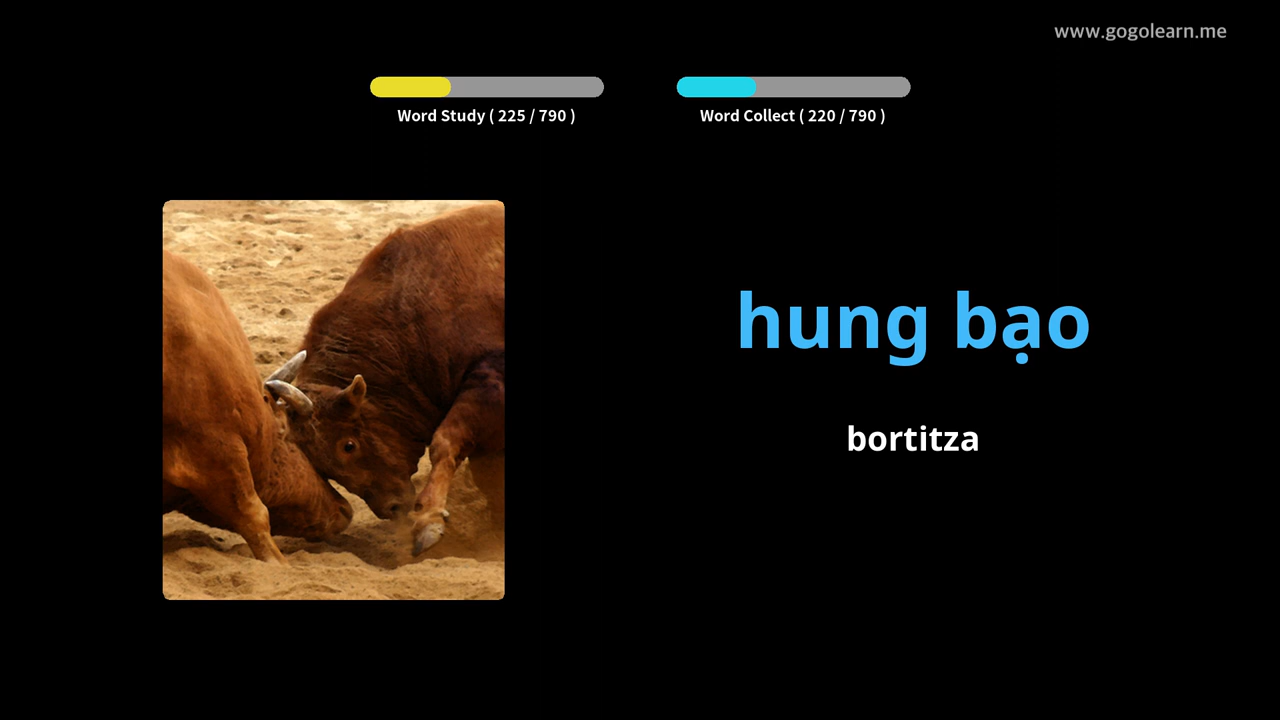 www.gogolearn.me
Word Study ( 225 / 790 )
Word Collect ( 220 / 790 )
hung bạo
bortitza